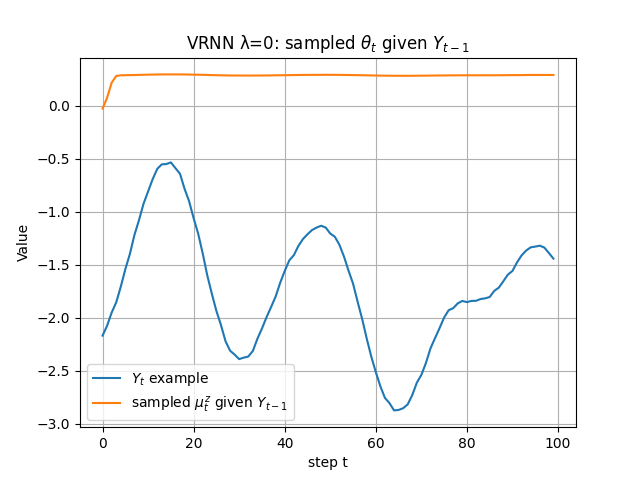 VRNN λ=0: sampled θ_t given Y_{t−1}
Value
0.0
−0.5
−1.0
−1.5
−2.0
−2.5
−3.0
Y_t example
sampled μ_t^z given Y_{t−1}
0 20 40 60 80 100
step t